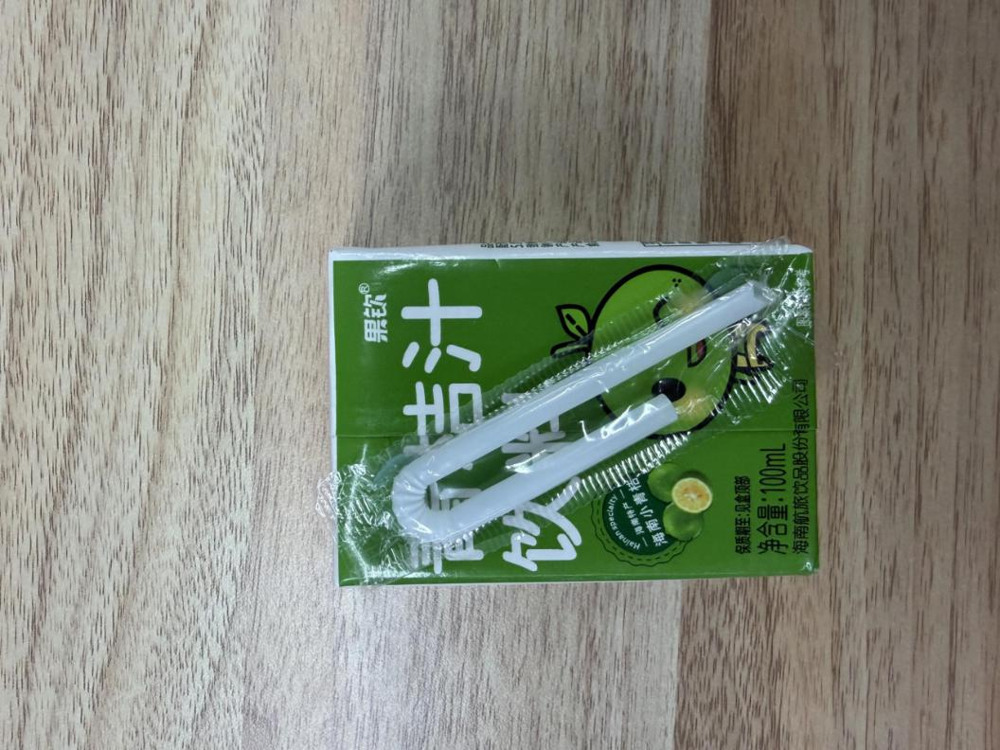 果钦®
青桔汁
饮料
Hainan specialty
海南特产
海南小青桔
保质期至:见盒顶部
净含量:100mL
海南航旅饮品股份有限公司